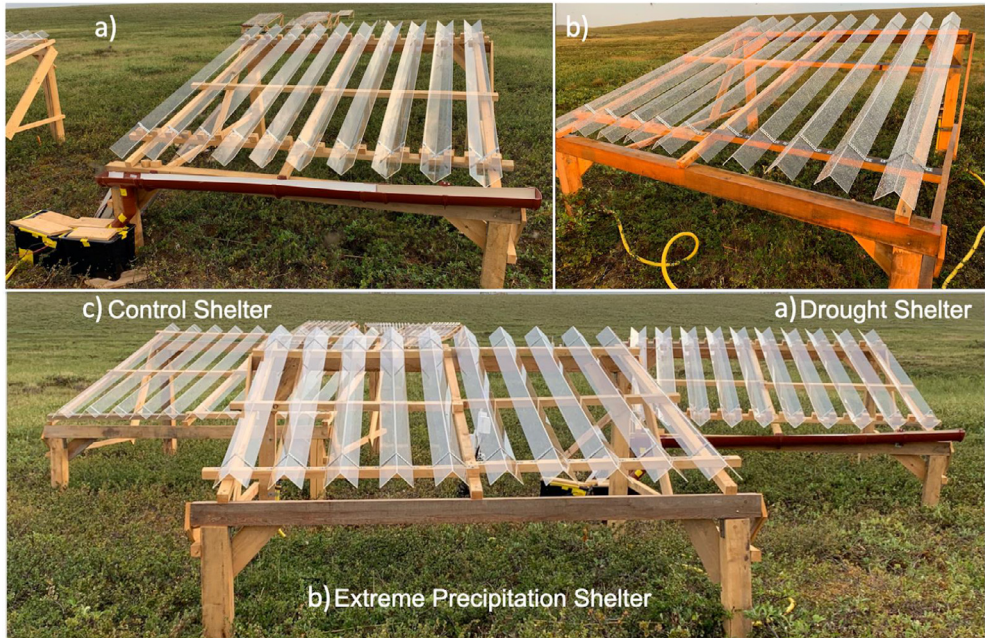 a)
b)
c) Control Shelter
a) Drought Shelter
b) Extreme Precipitation Shelter